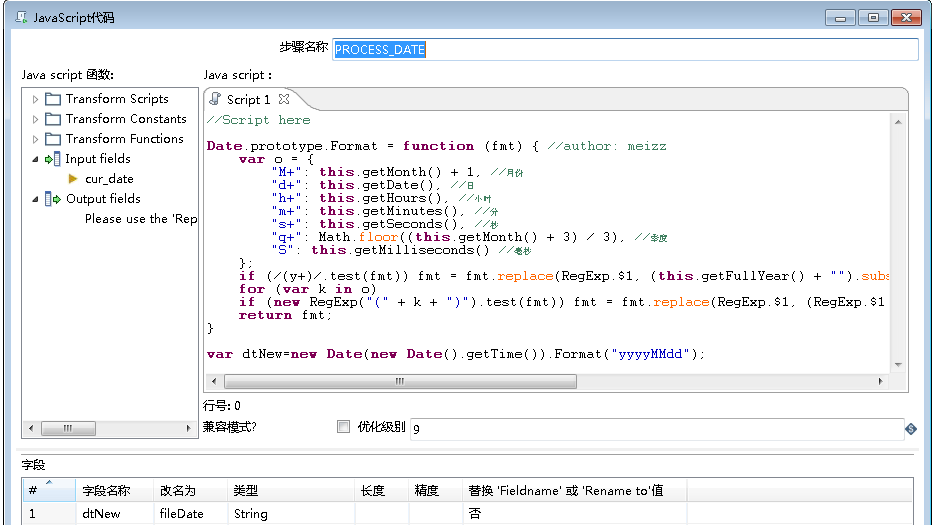 JavaScript代码
步骤名称 PROCESS_DATE
Java script 函数:
Transform Scripts
Transform Constants
Transform Functions
Input fields
cur_date
Output fields
Please use the 'Rep
Java script :
Script 1
//Script here
Date.prototype.Format = function (fmt) { //author: meizz
var o = {
"M+": this.getMonth() + 1, //月份
"d+": this.getDate(), //日
"h+": this.getHours(), //小时
"m+": this.getMinutes(), //分
"s+": this.getSeconds(), //秒
"q+": Math.floor((this.getMonth() + 3) / 3), //季度
"S": this.getMilliseconds() //毫秒
};
if (/(y+)/.test(fmt)) fmt = fmt.replace(RegExp.$1, (this.getFullYear() + "").subs
for (var k in o)
if (new RegExp("(" + k + ")").test(fmt)) fmt = fmt.replace(RegExp.$1, (RegExp.$1
return fmt;
}
var dtNew=new Date(new Date().getTime()).Format("yyyyMMdd");
行号: 0
兼容模式?
优化级别 9
字段
# 字段名称 改名为 类型 长度 精度 替换 'Fieldname' 或 'Rename to'值
1 dtNew fileDate String 否